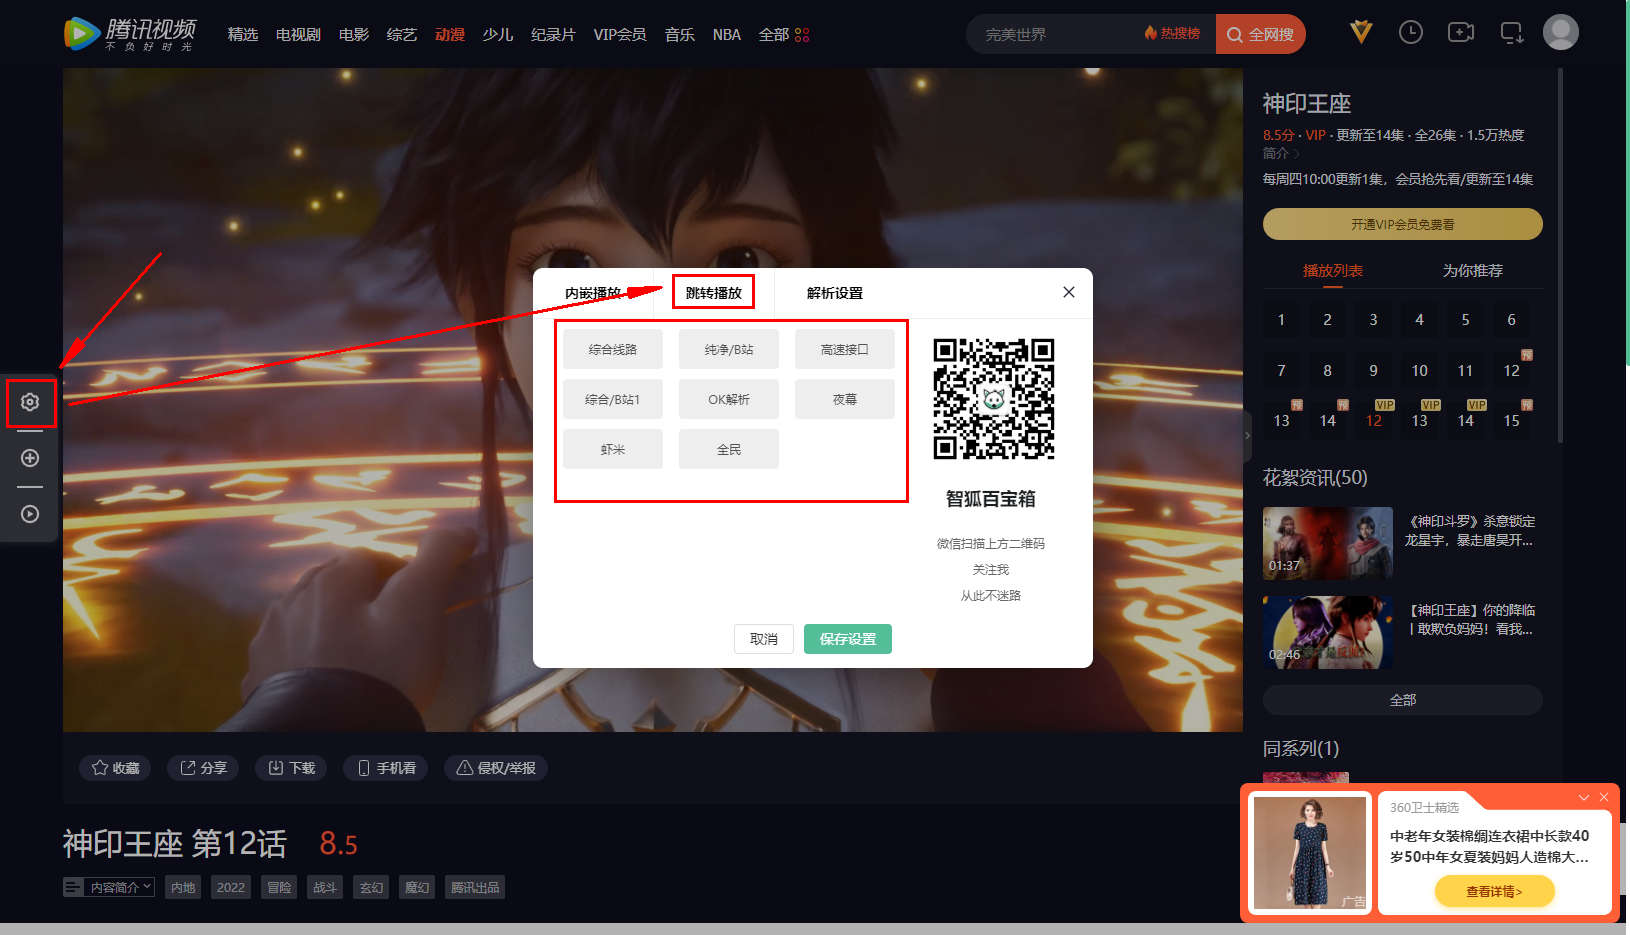 腾讯视频
不负好时光
精选 电视剧 电影 综艺 动漫 少儿 纪录片 VIP会员 音乐 NBA 全部
完美世界 热搜榜 全网搜
神印王座
8.5分 · VIP · 更新至14集 · 全26集 · 1.5万热度
简介
每周四10:00更新1集，会员抢先看/更新至14集
开通VIP会员免费看
播放列表 为你推荐
1 2 3 4 5 6
预
7 8 9 10 11 12
预 预 VIP VIP VIP 预
13 14 12 13 14 15
花絮资讯(50)
《神印斗罗》杀意锁定
龙星宇，暴走唐昊开...
01:37
【神印王座】你的降临
丨敢欺负妈妈！看我...
02:46
全部
同系列(1)
内嵌播放 跳转播放 解析设置
综合线路 纯净/B站 高速接口
综合/B站1 OK解析 夜幕
虾米 全民
智狐百宝箱
微信扫描上方二维码
关注我
从此不迷路
取消 保存设置
收藏 分享 下载 手机看 侵权/举报
神印王座 第12话 8.5
内容简介 内地 2022 冒险 战斗 玄幻 魔幻 腾讯出品
360卫士精选
中老年女装棉绸连衣裙中长款40
岁50中年女夏装妈妈人造棉大...
查看详情>
广告